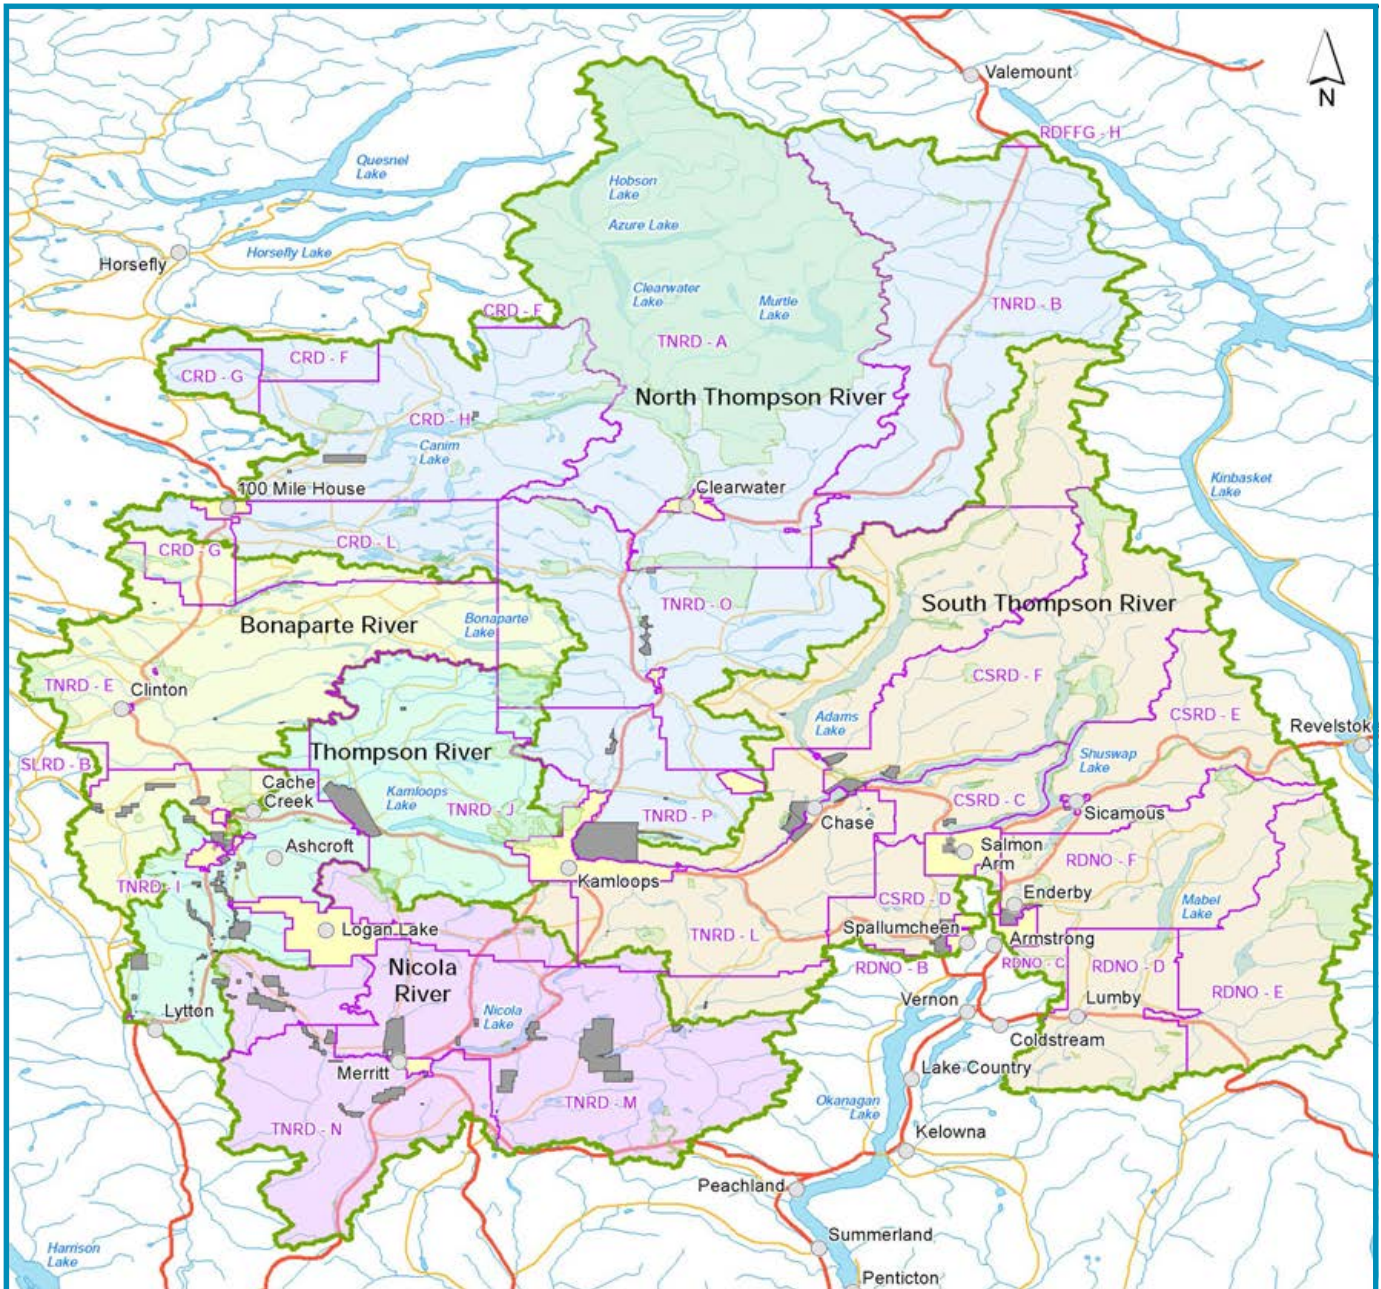 Valemount
N
RDFFG - H
Quesnel
Lake
Hobson
Lake
Azure Lake
Horsefly
Horsefly Lake
Clearwater
Lake
Murtle
Lake
TNRD - B
CRD - F
TNRD - A
CRD - F
CRD - G
North Thompson River
CRD - H
Canim
Lake
Kinbasket
Lake
100 Mile House
Clearwater
CRD - G
CRD - L
TNRD - O
South Thompson River
Bonaparte River
Bonaparte
Lake
CSRD - F
TNRD - E
Clinton
CSRD - E
Adams
Lake
Revelstoke
Thompson River
Shuswap
Lake
SLRD - B
Cache
Creek
Kamloops
Lake
TNRD - J
TNRD - P
CSRD - C
Sicamous
Chase
Ashcroft
Salmon
Arm
RDNO - F
Kamloops
TNRD - I
CSRD - D
Enderby
Mabel
Lake
Logan Lake
TNRD - L
Spallumcheen
Armstrong
Nicola
River
RDNO - B
RDNO - C
RDNO - D
RDNO - E
Lytton
Nicola
Lake
Vernon
Lumby
Coldstream
Merritt
Lake Country
TNRD - M
Okanagan
Lake
TNRD - N
Kelowna
Peachland
Summerland
Harrison
Lake
Penticton